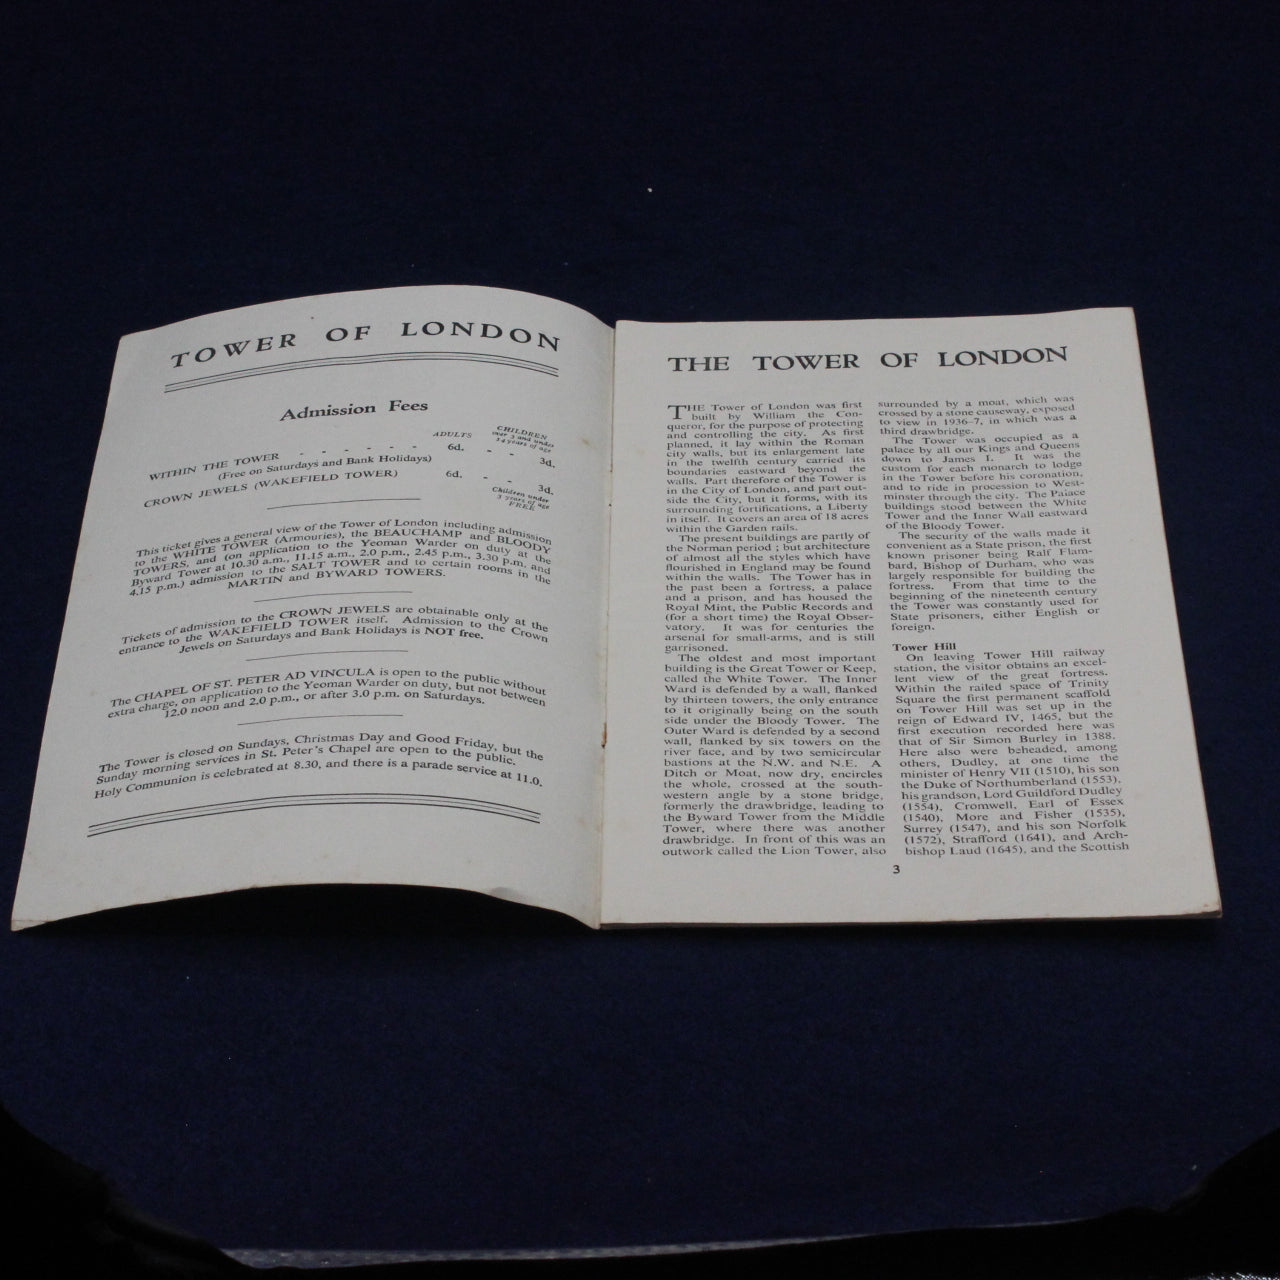 TOWER OF LONDON
Admission Fees
ADULTS
CHILDREN
over 3 and under
14 years of age
WITHIN THE TOWER - - - - - 6d. - - 3d.
(Free on Saturdays and Bank Holidays)
CROWN JEWELS (WAKEFIELD TOWER) 6d. - - 3d.
Children under
3 years of age
FREE
This ticket gives a general view of the Tower of London including admission
to the WHITE TOWER (Armouries), the BEAUCHAMP and BLOODY
TOWERS, and (on application to the Yeoman Warder on duty at the
Byward Tower at 10.30 a.m., 11.15 a.m., 2.0 p.m., 2.45 p.m., 3.30 p.m. and
4.15 p.m.) admission to the SALT TOWER and to certain rooms in the
MARTIN and BYWARD TOWERS.
Tickets of admission to the CROWN JEWELS are obtainable only at the
entrance to the WAKEFIELD TOWER itself. Admission to the Crown
Jewels on Saturdays and Bank Holidays is NOT free.
The CHAPEL OF ST. PETER AD VINCULA is open to the public without
extra charge, on application to the Yeoman Warder on duty, but not between
12.0 noon and 2.0 p.m., or after 3.0 p.m. on Saturdays.
The Tower is closed on Sundays, Christmas Day and Good Friday, but the
Sunday morning services in St. Peter's Chapel are open to the public.
Holy Communion is celebrated at 8.30, and there is a parade service at 11.0.
THE TOWER OF LONDON
THE Tower of London was first
built by William the Con-
queror, for the purpose of protecting
and controlling the city. As first
planned, it lay within the Roman
city walls, but its enlargement late
in the twelfth century carried its
boundaries eastward beyond the
walls. Part therefore of the Tower is
in the City of London, and part out-
side the City, but it forms, with its
surrounding fortifications, a Liberty
in itself. It covers an area of 18 acres
within the Garden rails.
The present buildings are partly of
the Norman period ; but architecture
of almost all the styles which have
flourished in England may be found
within the walls. The Tower has in
the past been a fortress, a palace
and a prison, and has housed the
Royal Mint, the Public Records and
(for a short time) the Royal Obser-
vatory. It was for centuries the
arsenal for small-arms, and is still
garrisoned.
The oldest and most important
building is the Great Tower or Keep,
called the White Tower. The Inner
Ward is defended by a wall, flanked
by thirteen towers, the only entrance
to it originally being on the south
side under the Bloody Tower. The
Outer Ward is defended by a second
wall, flanked by six towers on the
river face, and by two semicircular
bastions at the N.W. and N.E. A
Ditch or Moat, now dry, encircles
the whole, crossed at the south-
western angle by a stone bridge,
formerly the drawbridge, leading to
the Byward Tower from the Middle
Tower, where there was another
drawbridge. In front of this was an
outwork called the Lion Tower, also
surrounded by a moat, which was
crossed by a stone causeway, exposed
to view in 1936-7, in which was a
third drawbridge.
The Tower was occupied as a
palace by all our Kings and Queens
down to James I. It was the
custom for each monarch to lodge
in the Tower before his coronation,
and to ride in procession to West-
minster through the city. The Palace
buildings stood between the White
Tower and the Inner Wall eastward
of the Bloody Tower.
The security of the walls made it
convenient as a State prison, the first
known prisoner being Ralf Flam-
bard, Bishop of Durham, who was
largely responsible for building the
fortress. From that time to the
beginning of the nineteenth century
the Tower was constantly used for
State prisoners, either English or
foreign.
Tower Hill
On leaving Tower Hill railway
station, the visitor obtains an excel-
lent view of the great fortress.
Within the railed space of Trinity
Square the first permanent scaffold
on Tower Hill was set up in the
reign of Edward IV, 1465, but the
first execution recorded here was
that of Sir Simon Burley in 1388.
Here also were beheaded, among
others, Dudley, at one time the
minister of Henry VII (1510), his son
the Duke of Northumberland (1553),
his grandson, Lord Guildford Dudley
(1554), Cromwell, Earl of Essex
(1540), More and Fisher (1535),
Surrey (1547), and his son Norfolk
(1572), Strafford (1641), and Arch-
bishop Laud (1645), and the Scottish
3